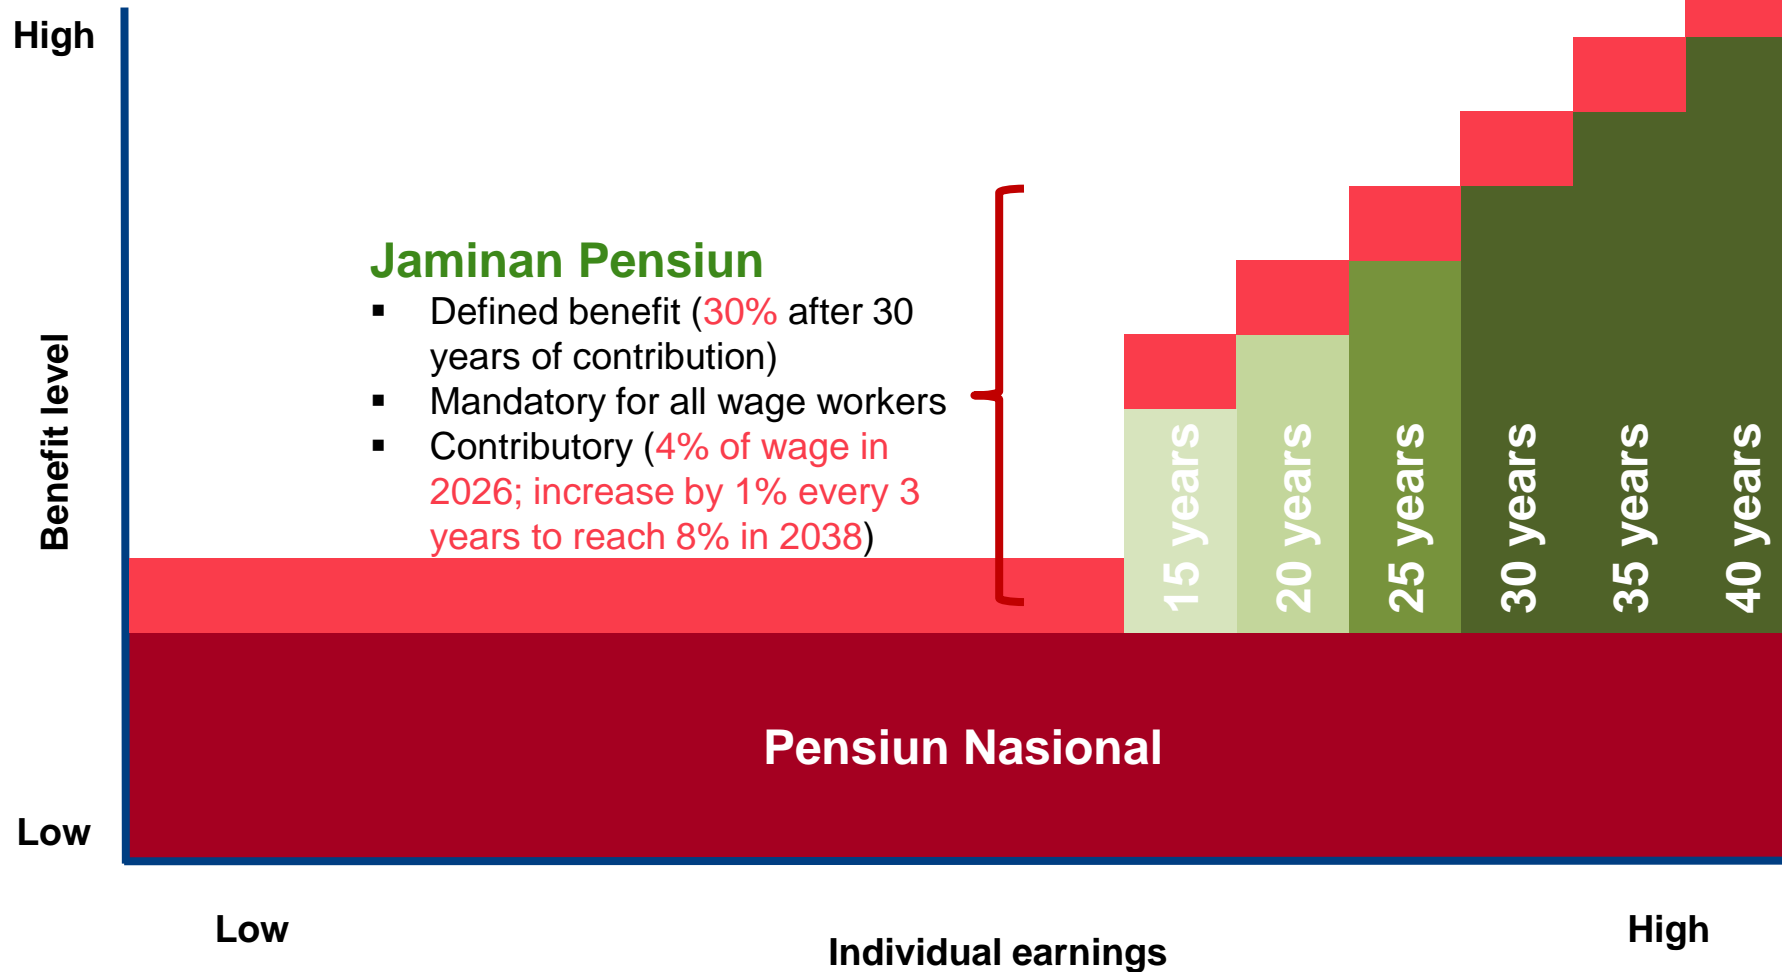 High
Jaminan Pensiun
▪ Defined benefit (30% after 30
years of contribution)
▪ Mandatory for all wage workers
▪ Contributory (4% of wage in
2026; increase by 1% every 3
years to reach 8% in 2038)
Benefit level
15 years
20 years
25 years
30 years
35 years
40 years
Pensiun Nasional
Low
Low
High
Individual earnings